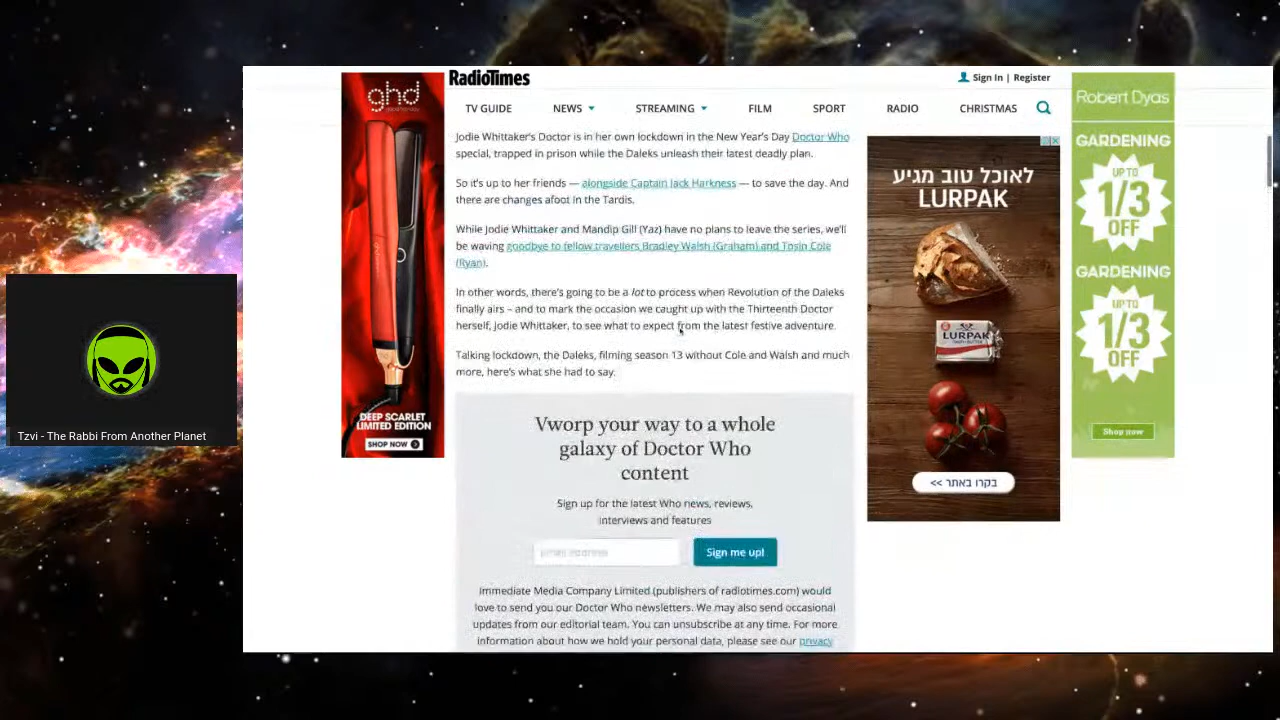 ghd
RadioTimes
Sign In | Register
TV GUIDE
NEWS
STREAMING
FILM
SPORT
RADIO
CHRISTMAS
Robert Dyas
Jodie Whittaker's Doctor is in her own lockdown in the New Year's Day Doctor Who
special, trapped in prison while the Daleks unleash their latest deadly plan.
So it's up to her friends — alongside Captain Jack Harkness — to save the day. And
there are changes afoot in the Tardis.
While Jodie Whittaker and Mandip Gill (Yaz) have no plans to leave the series, we'll
be waving goodbye to fellow travellers Bradley Walsh (Graham) and Tosin Cole
(Ryan).
In other words, there's going to be a lot to process when Revolution of the Daleks
finally airs – and to mark the occasion we caught up with the Thirteenth Doctor
herself, Jodie Whittaker, to see what to expect from the latest festive adventure.
Talking lockdown, the Daleks, filming season 13 without Cole and Walsh and much
more, here's what she had to say.
Vworp your way to a whole
galaxy of Doctor Who
content
Sign up for the latest Who news, reviews,
interviews and features
Sign me up!
Immediate Media Company Limited (publishers of radiotimes.com) would
love to send you our Doctor Who newsletters. We may also send occasional
updates from our editorial team. You can unsubscribe at any time. For more
information about how we hold your personal data, please see our privacy
DEEP SCARLET
LIMITED EDITION
SHOP NOW
לאוכל טוב מגיע
LURPAK
LURPAK
בקרו באתר >>
GARDENING
UP TO
1/3
OFF
GARDENING
UP TO
1/3
OFF
Shop now
Tzvi - The Rabbi From Another Planet